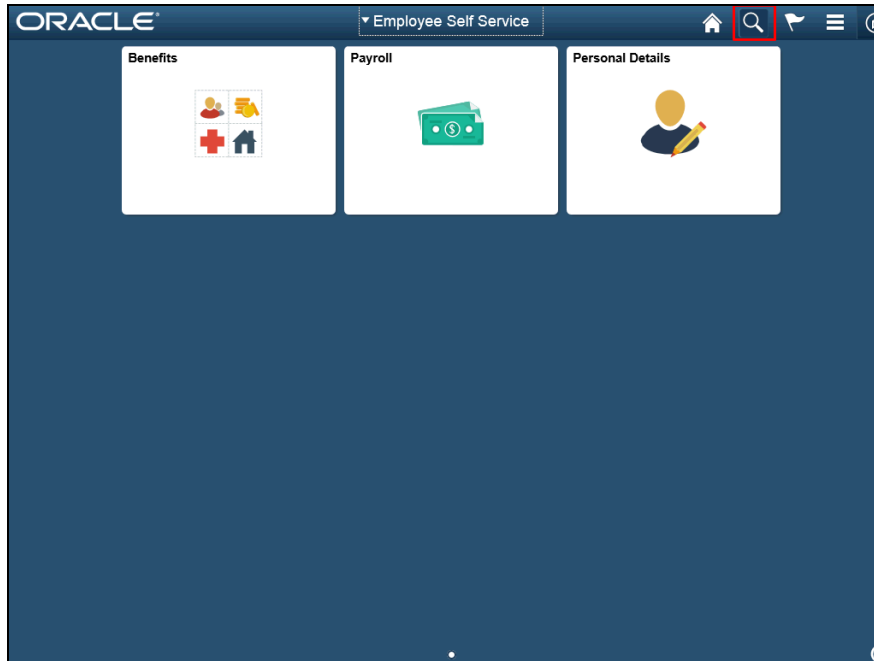 ORACLE
Employee Self Service
Benefits
Payroll
Personal Details